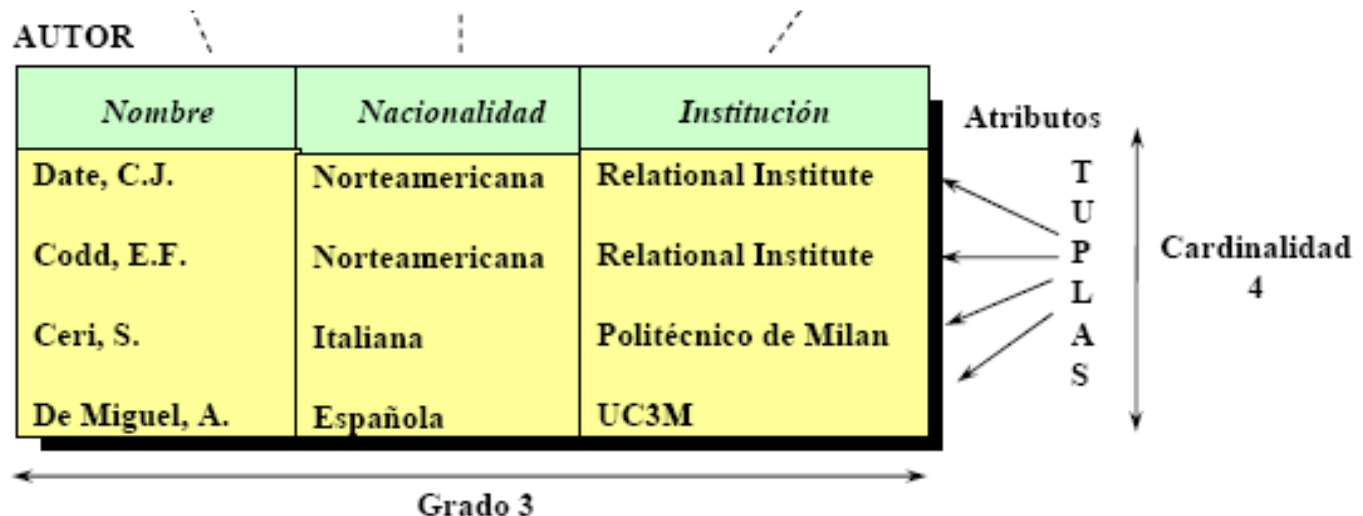 AUTOR
Nombre Nacionalidad Institución
Atributos
Date, C.J. Norteamericana Relational Institute
Codd, E.F. Norteamericana Relational Institute
Ceri, S. Italiana Politécnico de Milan
De Miguel, A. Española UC3M
T
U
P
L
A
S
Cardinalidad
4
Grado 3